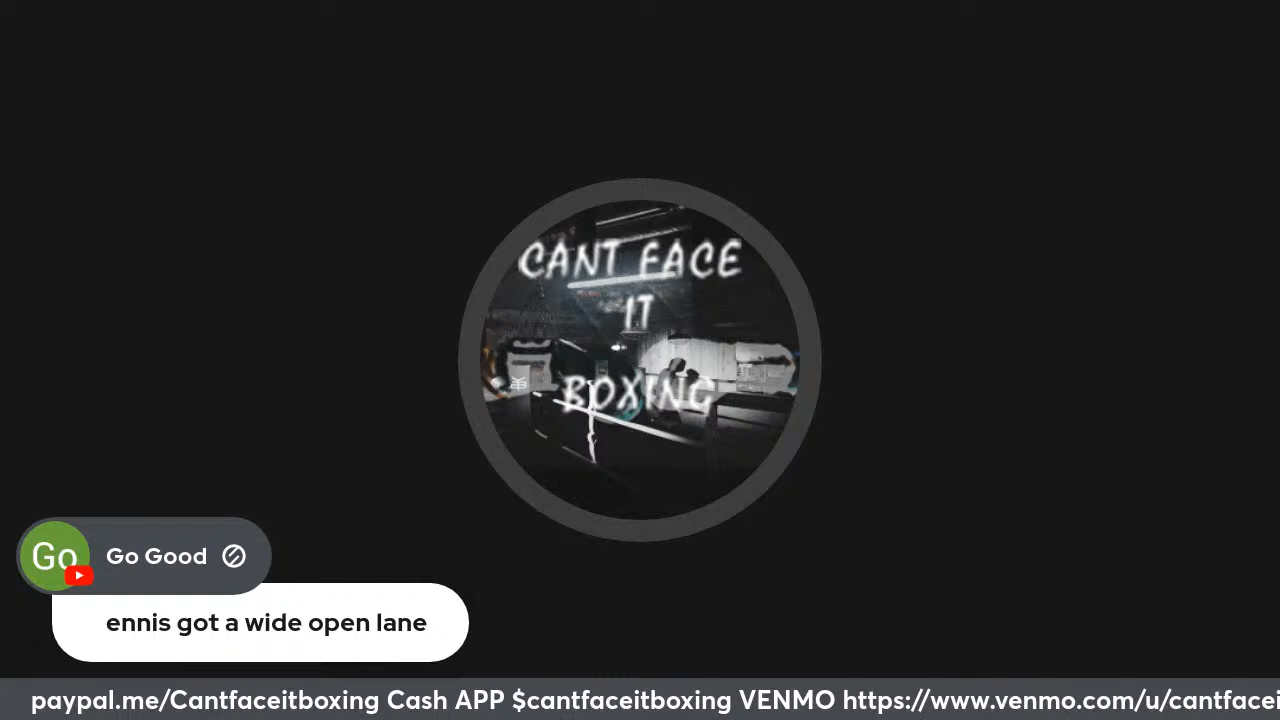 CANT FACE
IT
BOXING
Go
Go Good
ennis got a wide open lane
paypal.me/Cantfaceitboxing Cash APP $cantfaceitboxing VENMO https://www.venmo.com/u/cantfacei